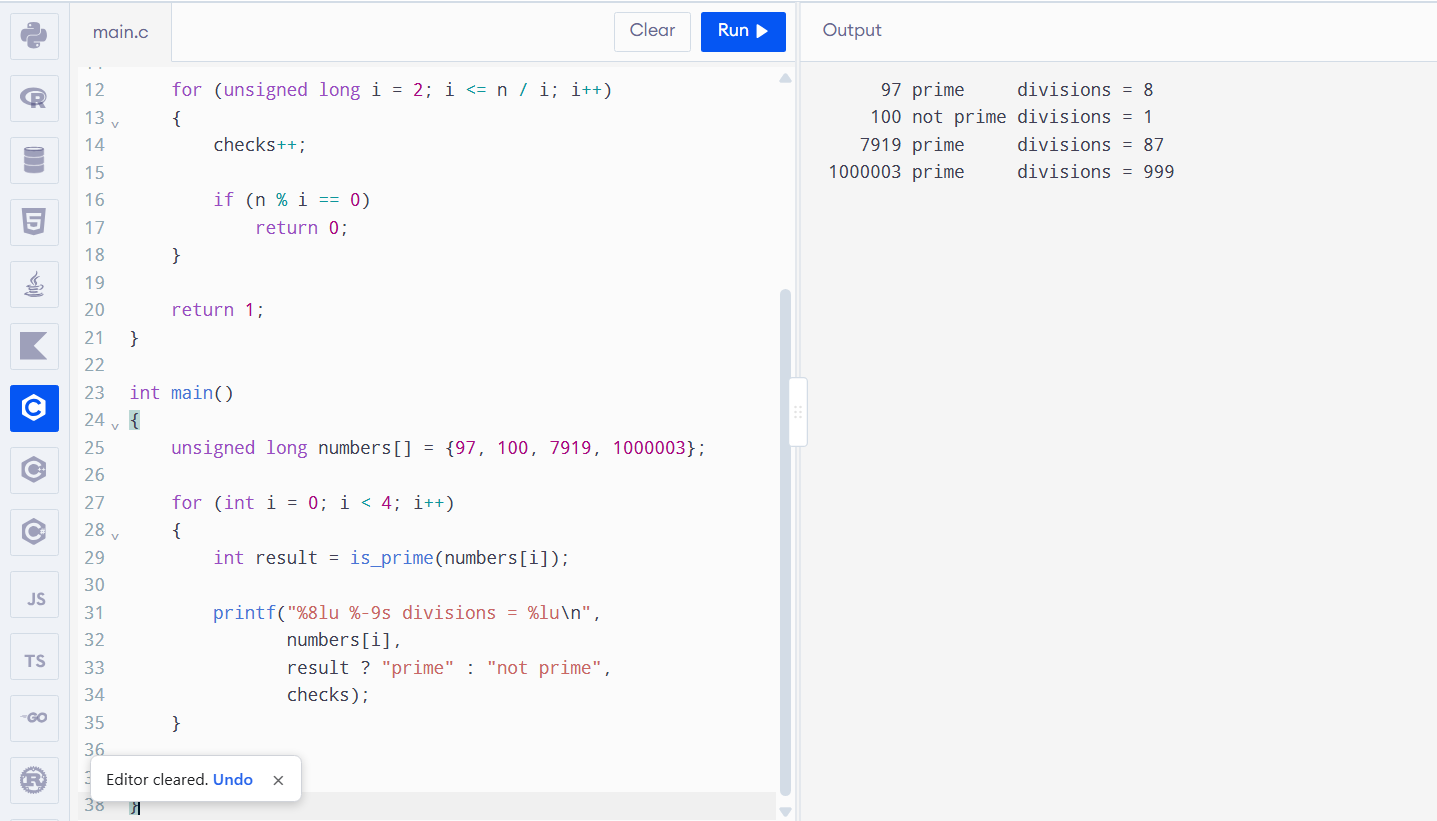 main.c
Clear
Run
Output
12 for (unsigned long i = 2; i <= n / i; i++)
13 {
14 checks++;
15
16 if (n % i == 0)
17 return 0;
18 }
19
20 return 1;
21 }
22
23 int main()
24 {
25 unsigned long numbers[] = {97, 100, 7919, 1000003};
26
27 for (int i = 0; i < 4; i++)
28 {
29 int result = is_prime(numbers[i]);
30
31 printf("%8lu %-9s divisions = %lu\n",
32 numbers[i],
33 result ? "prime" : "not prime",
34 checks);
35 }
36
38 }
Editor cleared. Undo ×
97 prime divisions = 8
100 not prime divisions = 1
7919 prime divisions = 87
1000003 prime divisions = 999
R
5
C
C
C
JS
TS
GO
R